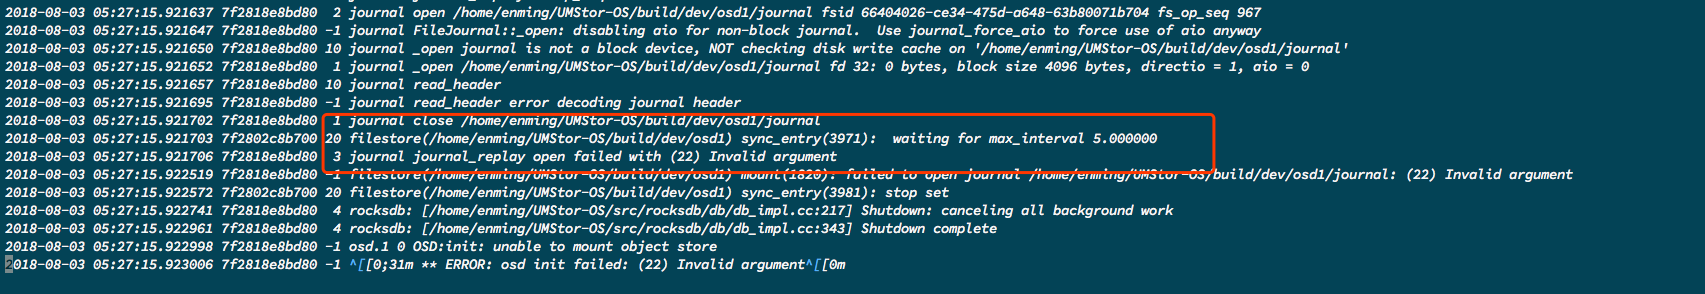 2018-08-03 05:27:15.921637 7f2818e8bd80  2 journal open /home/enming/UMStor-OS/build/dev/osd1/journal fsid 66404026-ce34-475d-a648-63b80071b704 fs_op_seq 967
2018-08-03 05:27:15.921647 7f2818e8bd80 -1 journal FileJournal::_open: disabling aio for non-block journal.  Use journal_force_aio to force use of aio anyway
2018-08-03 05:27:15.921650 7f2818e8bd80 10 journal _open journal is not a block device, NOT checking disk write cache on '/home/enming/UMStor-OS/build/dev/osd1/journal'
2018-08-03 05:27:15.921652 7f2818e8bd80  1 journal _open /home/enming/UMStor-OS/build/dev/osd1/journal fd 32: 0 bytes, block size 4096 bytes, directio = 1, aio = 0
2018-08-03 05:27:15.921657 7f2818e8bd80 10 journal read_header
2018-08-03 05:27:15.921695 7f2818e8bd80 -1 journal read_header error decoding journal header
2018-08-03 05:27:15.921702 7f2818e8bd80  1 journal close /home/enming/UMStor-OS/build/dev/osd1/journal
2018-08-03 05:27:15.921703 7f2802c8b700 20 filestore(/home/enming/UMStor-OS/build/dev/osd1) sync_entry(3971):  waiting for max_interval 5.000000
2018-08-03 05:27:15.921706 7f2818e8bd80  3 journal journal_replay open failed with (22) Invalid argument
2018-08-03 05:27:15.922519 7f2818e8bd80 -1 filestore(/home/enming/UMStor-OS/build/dev/osd1) mount(1820): failed to open journal /home/enming/UMStor-OS/build/dev/osd1/journal: (22) Invalid argument
2018-08-03 05:27:15.922572 7f2802c8b700 20 filestore(/home/enming/UMStor-OS/build/dev/osd1) sync_entry(3981): stop set
2018-08-03 05:27:15.922741 7f2818e8bd80  4 rocksdb: [/home/enming/UMStor-OS/src/rocksdb/db/db_impl.cc:217] Shutdown: canceling all background work
2018-08-03 05:27:15.922961 7f2818e8bd80  4 rocksdb: [/home/enming/UMStor-OS/src/rocksdb/db/db_impl.cc:343] Shutdown complete
2018-08-03 05:27:15.922998 7f2818e8bd80 -1 osd.1 0 OSD:init: unable to mount object store
2018-08-03 05:27:15.923006 7f2818e8bd80 -1 ^[[0;31m ** ERROR: osd init failed: (22) Invalid argument^[[0m